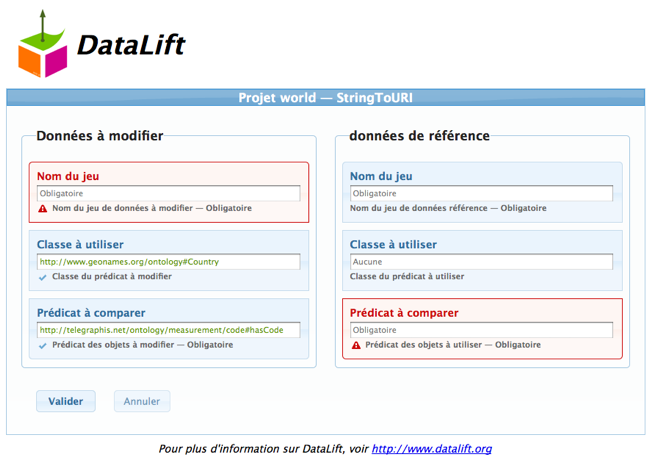 DataLift
Projet world — StringToURI
Données à modifier
Nom du jeu
Obligatoire
Nom du jeu de données à modifier — Obligatoire
Classe à utiliser
http://www.geonames.org/ontology#Country
Classe du prédicat à modifier
Prédicat à comparer
http://telegraphis.net/ontology/measurement/code#hasCode
Prédicat des objets à modifier — Obligatoire
données de référence
Nom du jeu
Obligatoire
Nom du jeu de données référence — Obligatoire
Classe à utiliser
Aucune
Classe du prédicat à utiliser
Prédicat à comparer
Obligatoire
Prédicat des objets à utiliser — Obligatoire
Valider Annuler
Pour plus d'information sur DataLift, voir http://www.datalift.org